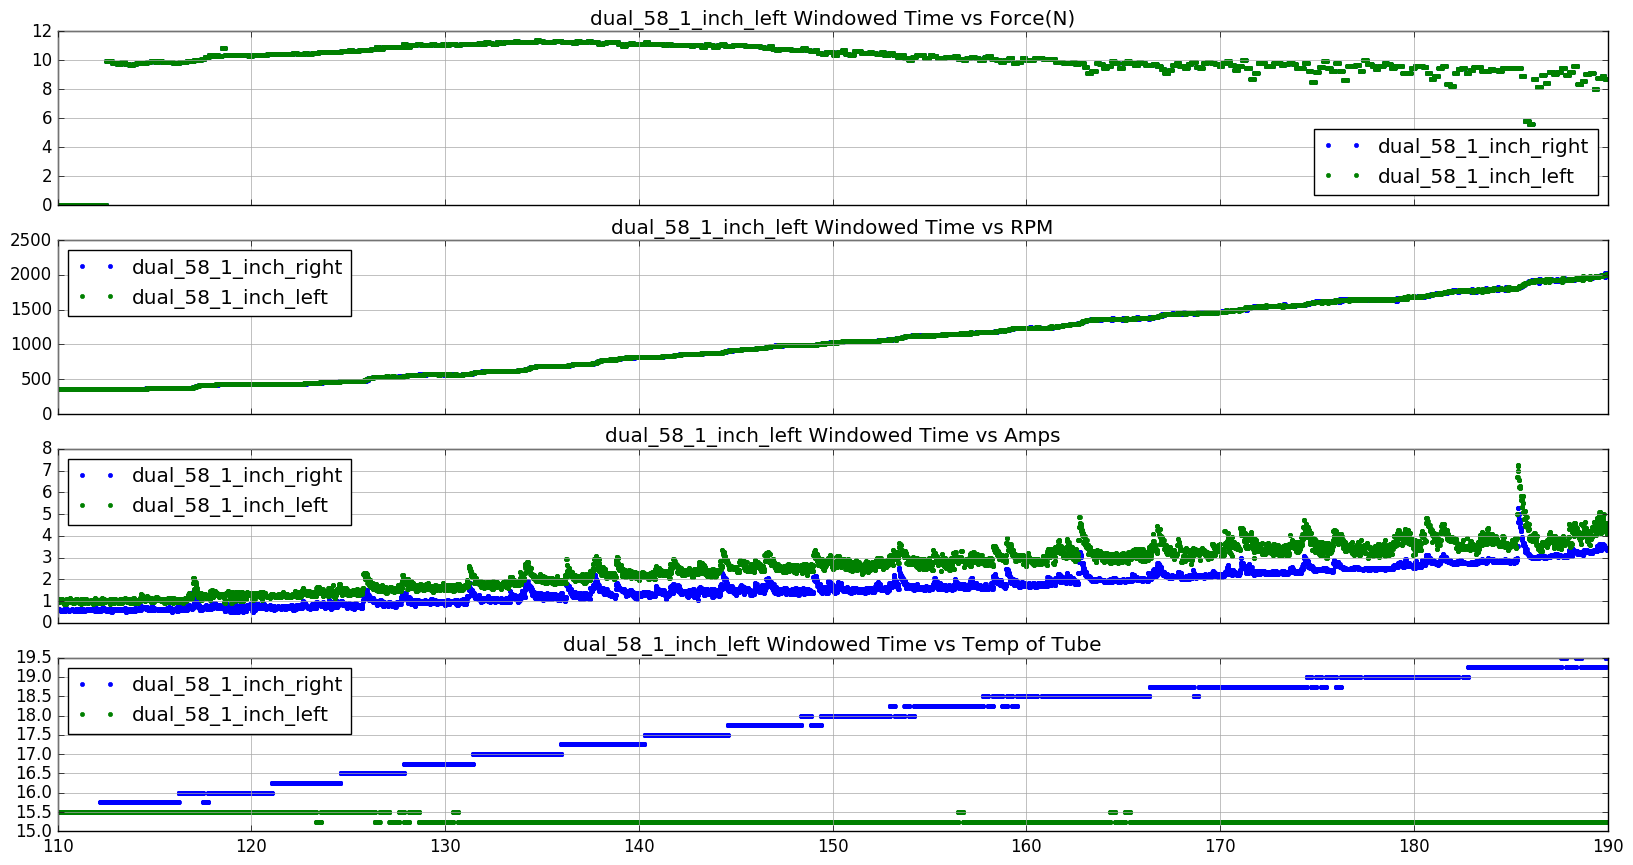 dual_58_1_inch_left Windowed Time vs Force(N)
12
10
8
6
4
2
0
dual_58_1_inch_right
dual_58_1_inch_left
dual_58_1_inch_left Windowed Time vs RPM
2500
2000
1500
1000
500
0
dual_58_1_inch_right
dual_58_1_inch_left
dual_58_1_inch_left Windowed Time vs Amps
8
7
6
5
4
3
2
1
0
dual_58_1_inch_right
dual_58_1_inch_left
dual_58_1_inch_left Windowed Time vs Temp of Tube
19.5
19.0
18.5
18.0
17.5
17.0
16.5
16.0
15.5
15.0
dual_58_1_inch_right
dual_58_1_inch_left
110 120 130 140 150 160 170 180 190